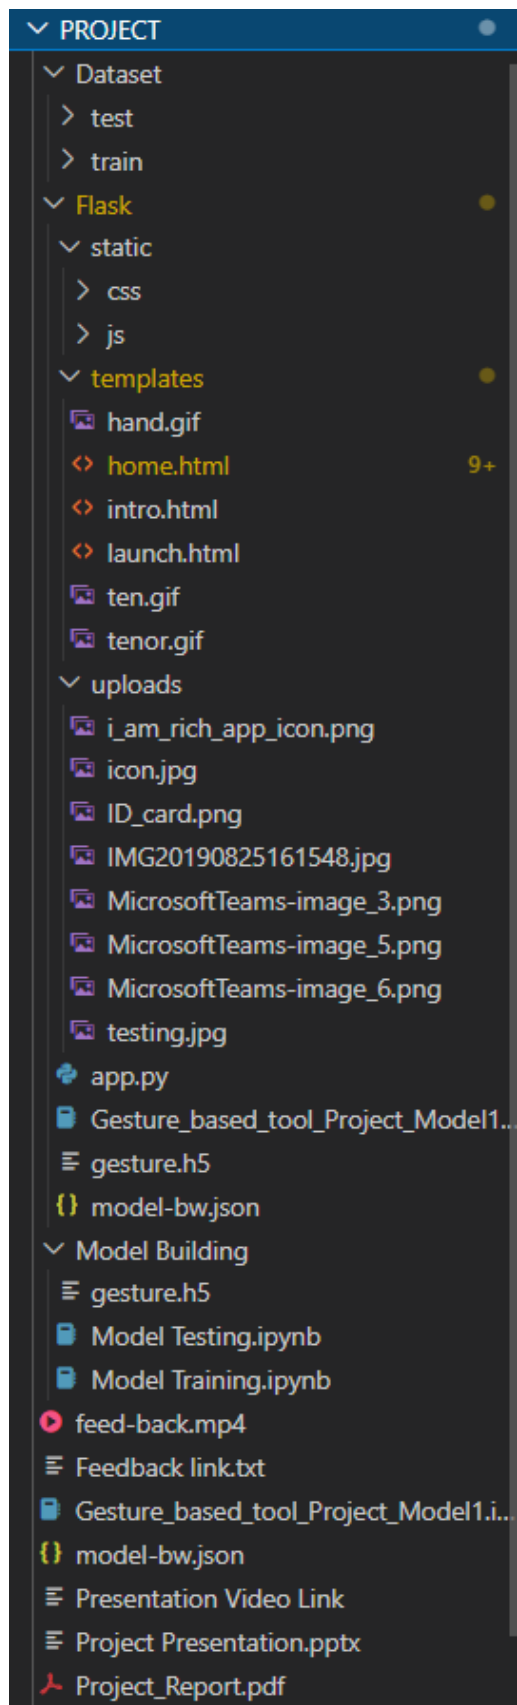 PROJECT
Dataset
test
train
Flask
static
css
js
templates
hand.gif
home.html 9+
intro.html
launch.html
ten.gif
tenor.gif
uploads
i_am_rich_app_icon.png
icon.jpg
ID_card.png
IMG20190825161548.jpg
MicrosoftTeams-image_3.png
MicrosoftTeams-image_5.png
MicrosoftTeams-image_6.png
testing.jpg
app.py
Gesture_based_tool_Project_Model1...
gesture.h5
{} model-bw.json
Model Building
gesture.h5
Model Testing.ipynb
Model Training.ipynb
feed-back.mp4
Feedback link.txt
Gesture_based_tool_Project_Model1.i...
{} model-bw.json
Presentation Video Link
Project Presentation.pptx
Project_Report.pdf